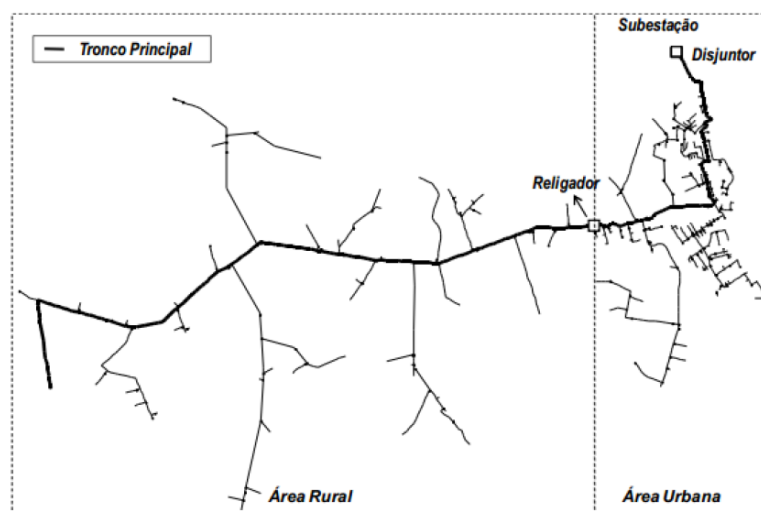 Subestação
Tronco Principal
Disjuntor
Religador
Área Rural
Área Urbana